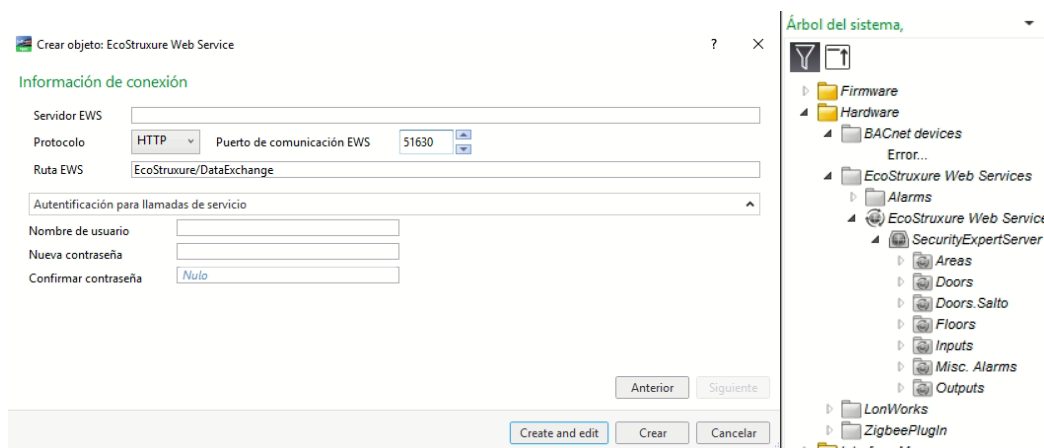 Crear objeto: EcoStruxure Web Service ?
Información de conexión
Servidor EWS
Protocolo HTTP Puerto de comunicación EWS 51630
Ruta EWS EcoStruxure/DataExchange
Autentificación para llamadas de servicio
Nombre de usuario
Nueva contraseña
Confirmar contraseña Nulo
Anterior Siguiente
Create and edit Crear Cancelar
Árbol del sistema,
Firmware
Hardware
BACnet devices
Error...
EcoStruxure Web Services
Alarms
EcoStruxure Web Service
SecurityExpertServer
Areas
Doors
Doors.Salto
Floors
Inputs
Misc. Alarms
Outputs
LonWorks
ZigbeePlugIn